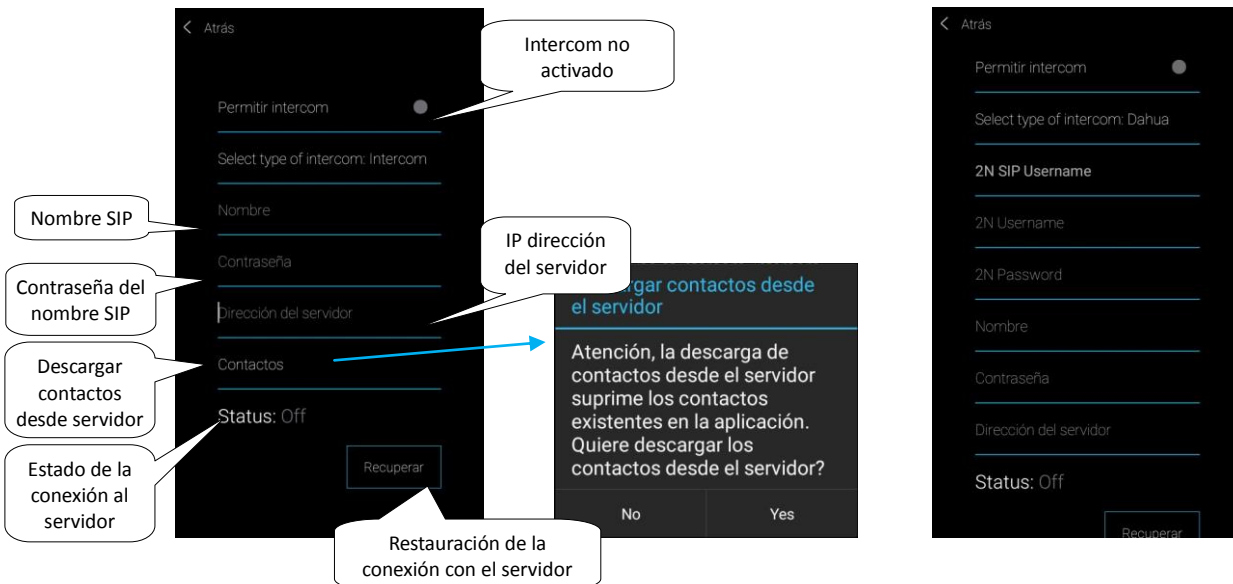 Atrás
Intercom no
activado
Permitir intercom
Select type of intercom: Intercom
Nombre SIP
Nombre
IP dirección
del servidor
Contraseña
Contraseña del
nombre SIP
Dirección del servidor
Descargar
contactos
desde servidor
Contactos
Status: Off
Estado de la
conexión al
servidor
Recuperar
Restauración de la
conexión con el servidor
contactos desde
el servidor
Atención, la descarga de
contactos desde el servidor
suprime los contactos
existentes en la aplicación.
Quiere descargar los
contactos desde el servidor?
No
Yes
Atrás
Permitir intercom
Select type of intercom: Dahua
2N SIP Username
2N Username
2N Password
Nombre
Contraseña
Dirección del servidor
Status: Off
Recuperar